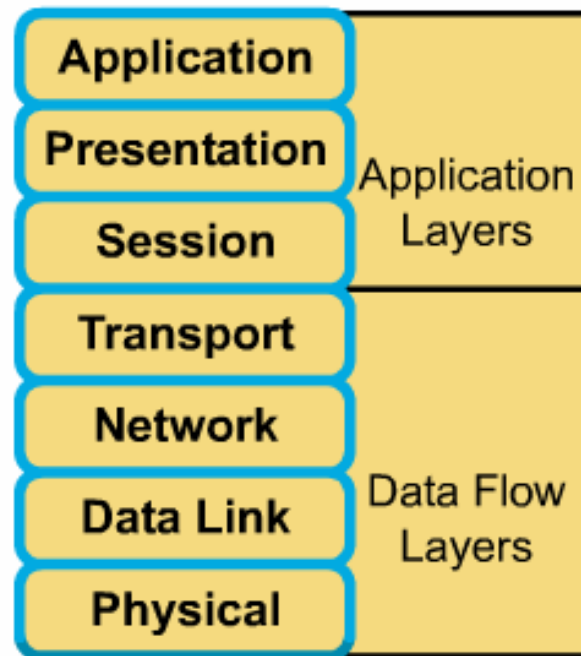 Application
Presentation
Session
Transport
Network
Data Link
Physical
Application
Layers
Data Flow
Layers